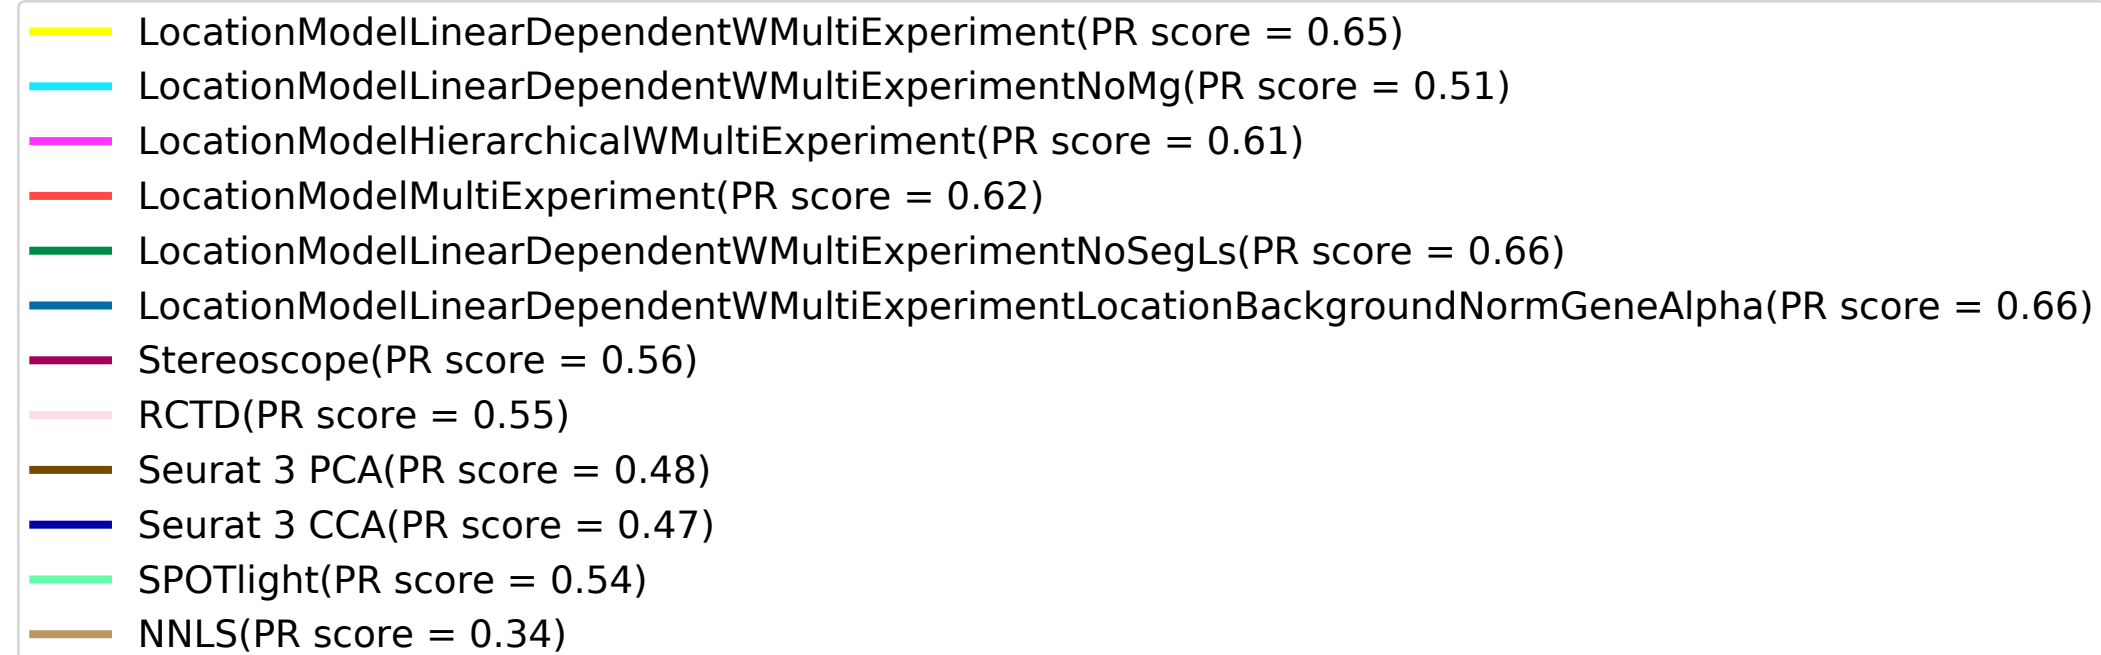 LocationModelLinearDependentWMultiExperiment(PR score = 0.65)
LocationModelLinearDependentWMultiExperimentNoMg(PR score = 0.51)
LocationModelHierarchicalWMultiExperiment(PR score = 0.61)
LocationModelMultiExperiment(PR score = 0.62)
LocationModelLinearDependentWMultiExperimentNoSegLs(PR score = 0.66)
LocationModelLinearDependentWMultiExperimentLocationBackgroundNormGeneAlpha(PR score = 0.66)
Stereoscope(PR score = 0.56)
RCTD(PR score = 0.55)
Seurat 3 PCA(PR score = 0.48)
Seurat 3 CCA(PR score = 0.47)
SPOTlight(PR score = 0.54)
NNLS(PR score = 0.34)